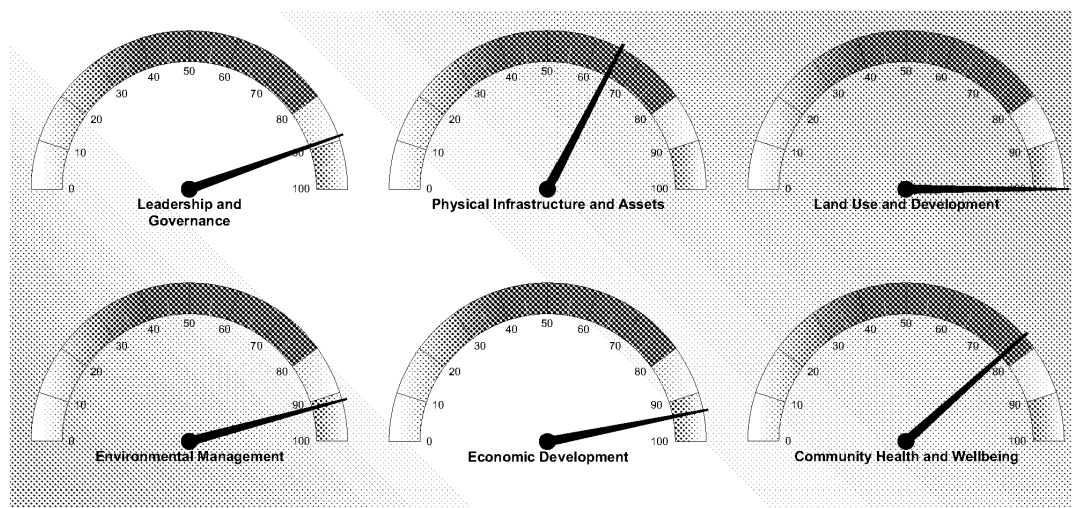 0 10 20 30 40 50 60 70 80 90 100
Leadership and
Governance
0 10 20 30 40 50 60 70 80 90 100
Physical Infrastructure and Assets
0 10 20 30 40 50 60 70 80 90 100
Land Use and Development
0 10 20 30 40 50 60 70 80 90 100
Environmental Management
0 10 20 30 40 50 60 70 80 90 100
Economic Development
0 10 20 30 40 50 60 70 80 90 100
Community Health and Wellbeing